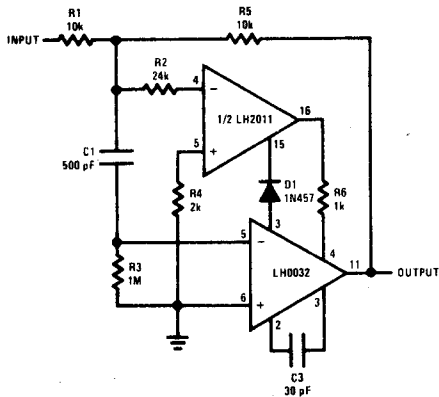 R1
10k
R5
10k
INPUT
R2
24k
4
16
1/2 LH2011
15
5
C1
500 pF
D1
1N457
R6
1k
R4
2k
3
4
5
R3
1M
LH0032
11
OUTPUT
6
3
2
C3
30 pF